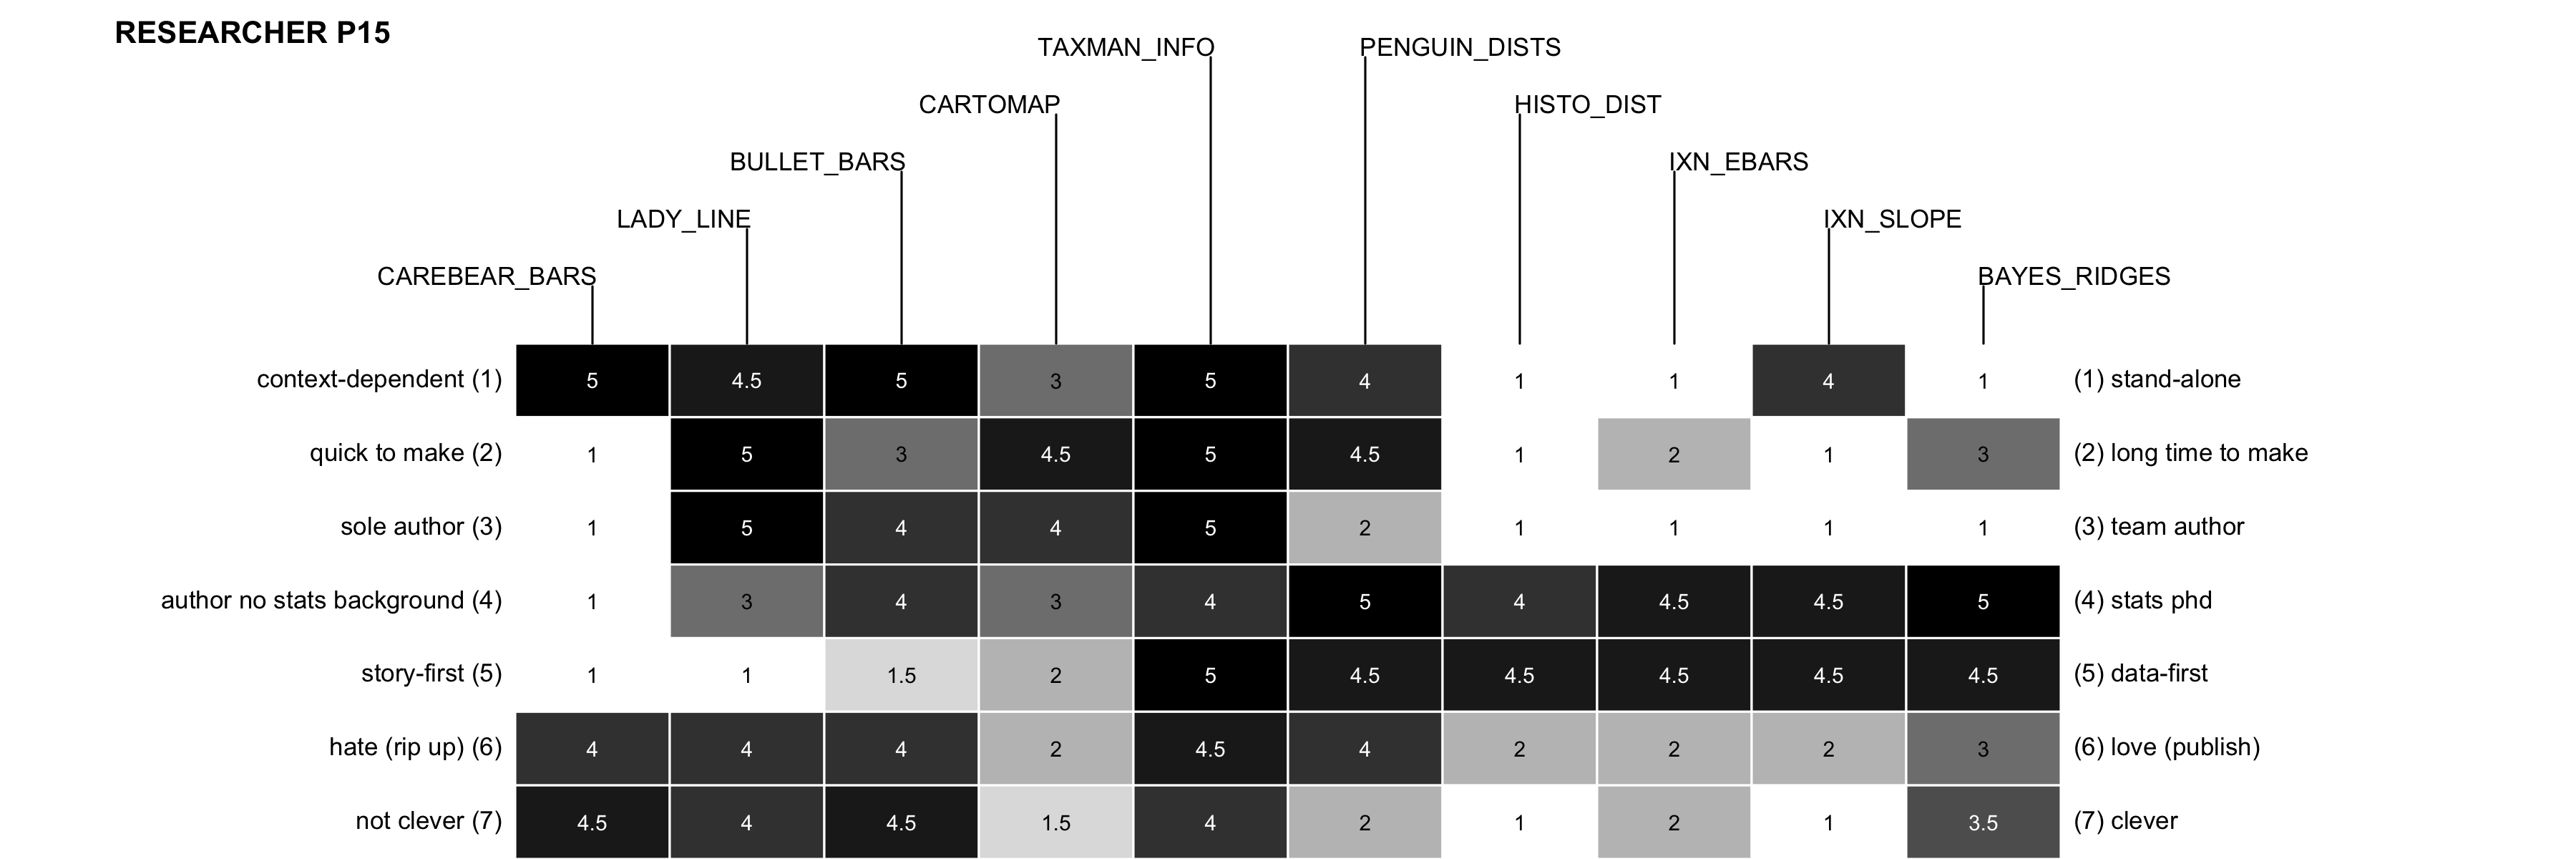 RESEARCHER P15
TAXMAN_INFO PENGUIN_DISTS
CARTOMAP HISTO_DIST
BULLET_BARS IXN_EBARS
LADY_LINE IXN_SLOPE
CAREBEAR_BARS BAYES_RIDGES
context-dependent (1) 5 4.5 5 3 5 4 1 1 4 1 (1) stand-alone
quick to make (2) 1 5 3 4.5 5 4.5 1 2 1 3 (2) long time to make
sole author (3) 1 5 4 4 5 2 1 1 1 1 (3) team author
author no stats background (4) 1 3 4 3 4 5 4 4.5 4.5 5 (4) stats phd
story-first (5) 1 1 1.5 2 5 4.5 4.5 4.5 4.5 4.5 (5) data-first
hate (rip up) (6) 4 4 4 2 4.5 4 2 2 2 3 (6) love (publish)
not clever (7) 4.5 4 4.5 1.5 4 2 1 2 1 3.5 (7) clever